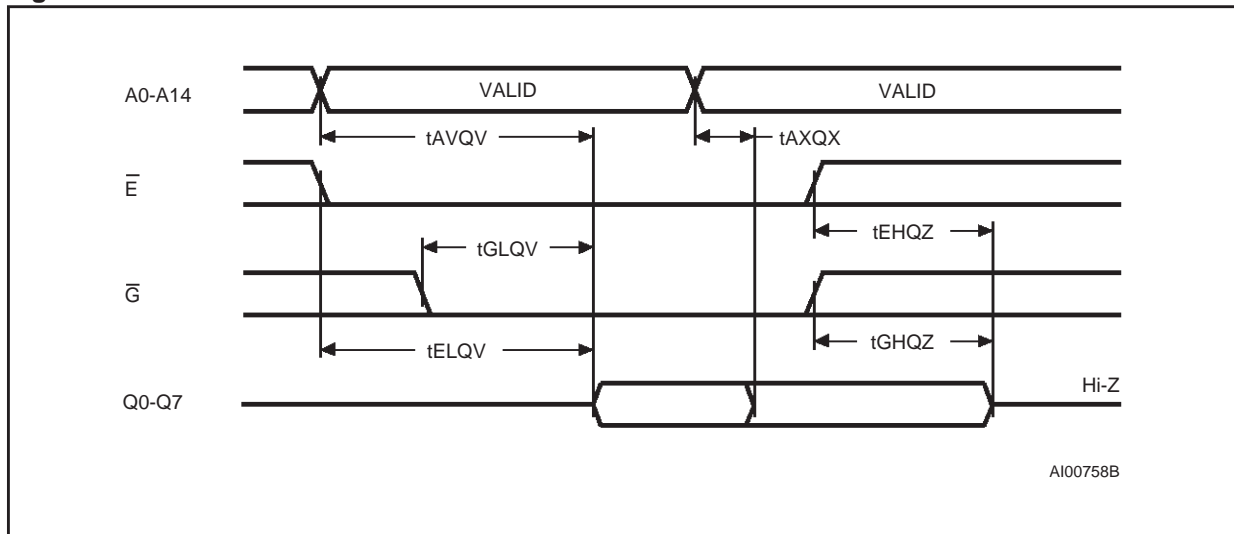 A0-A14 VALID VALID
tAVQV tAXQX
E̅
tEHQZ
tGLQV
G̅
tGHQZ
tELQV
Q0-Q7 Hi-Z
AI00758B